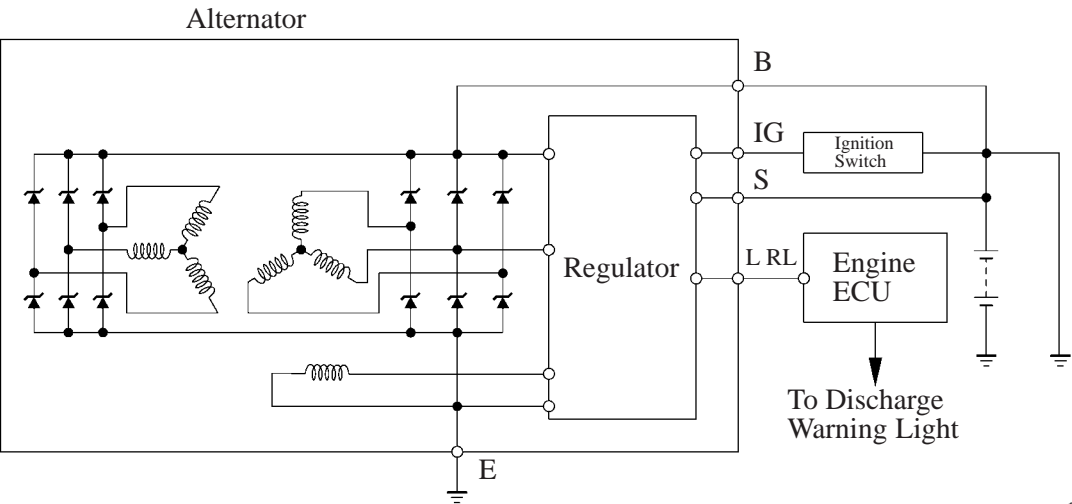 Alternator
B
IG
Ignition
Switch
S
Regulator
L RL
Engine
ECU
To Discharge
Warning Light
E